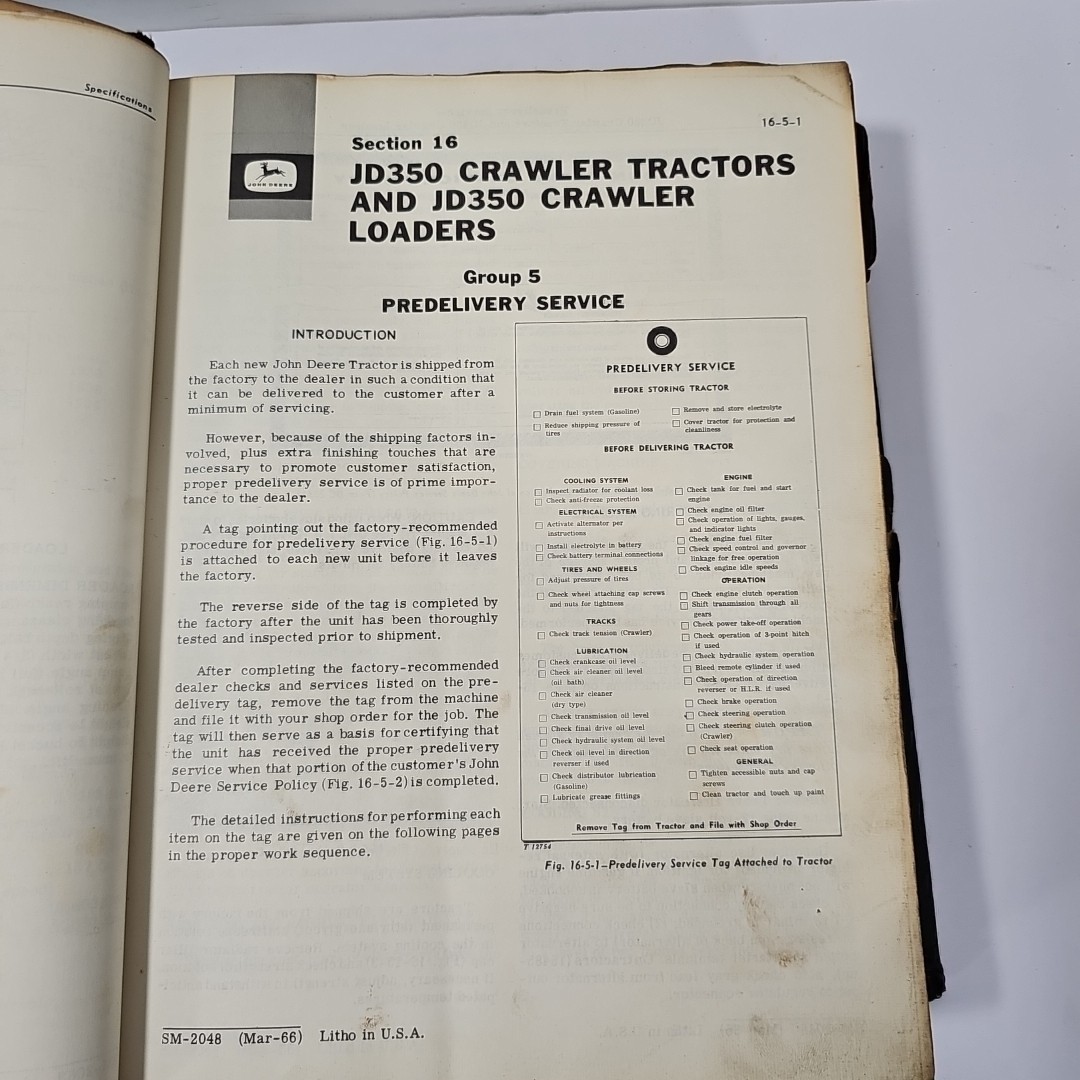 Specifications
16-5-1
JOHN DEERE
Section 16
JD350 CRAWLER TRACTORS
AND JD350 CRAWLER
LOADERS
Group 5
PREDELIVERY SERVICE
INTRODUCTION
Each new John Deere Tractor is shipped from
the factory to the dealer in such a condition that
it can be delivered to the customer after a
minimum of servicing.
However, because of the shipping factors in-
volved, plus extra finishing touches that are
necessary to promote customer satisfaction,
proper predelivery service is of prime impor-
tance to the dealer.
A tag pointing out the factory-recommended
procedure for predelivery service (Fig. 16-5-1)
is attached to each new unit before it leaves
the factory.
The reverse side of the tag is completed by
the factory after the unit has been thoroughly
tested and inspected prior to shipment.
After completing the factory-recommended
dealer checks and services listed on the pre-
delivery tag, remove the tag from the machine
and file it with your shop order for the job. The
tag will then serve as a basis for certifying that
the unit has received the proper predelivery
service when that portion of the customer's John
Deere Service Policy (Fig. 16-5-2) is completed.
The detailed instructions for performing each
item on the tag are given on the following pages
in the proper work sequence.
PREDELIVERY SERVICE
BEFORE STORING TRACTOR
Drain fuel system (Gasoline)
Reduce shipping pressure of
tires
Remove and store electrolyte
Cover tractor for protection and
cleanliness
BEFORE DELIVERING TRACTOR
COOLING SYSTEM
Inspect radiator for coolant loss
Check anti-freeze protection
ELECTRICAL SYSTEM
Activate alternator per
instructions
Install electrolyte in battery
Check battery terminal connections
TIRES AND WHEELS
Adjust pressure of tires
Check wheel attaching cap screws
and nuts for tightness
TRACKS
Check track tension (Crawler)
LUBRICATION
Check crankcase oil level
Check air cleaner oil level
(oil bath)
Check air cleaner
(dry type)
Check transmission oil level
Check final drive oil level
Check hydraulic system oil level
Check oil level in direction
reverser if used
Check distributor lubrication
(Gasoline)
Lubricate grease fittings
ENGINE
Check tank for fuel and start
engine
Check engine oil filter
Check operation of lights, gauges,
and indicator lights
Check engine fuel filter
Check speed control and governor
linkage for free operation
Check engine idle speeds
OPERATION
Check engine clutch operation
Shift transmission through all
gears
Check power take-off operation
Check operation of 3-point hitch
if used
Check hydraulic system operation
Bleed remote cylinder if used
Check operation of direction
reverser or H.L.R. if used
Check brake operation
Check steering operation
Check steering clutch operation
(Crawler)
Check seat operation
GENERAL
Tighten accessible nuts and cap
screws
Clean tractor and touch up paint
Remove Tag from Tractor and File with Shop Order
T 12754
Fig. 16-5-1—Predelivery Service Tag Attached to Tractor
SM-2048 (Mar-66) Litho in U.S.A.